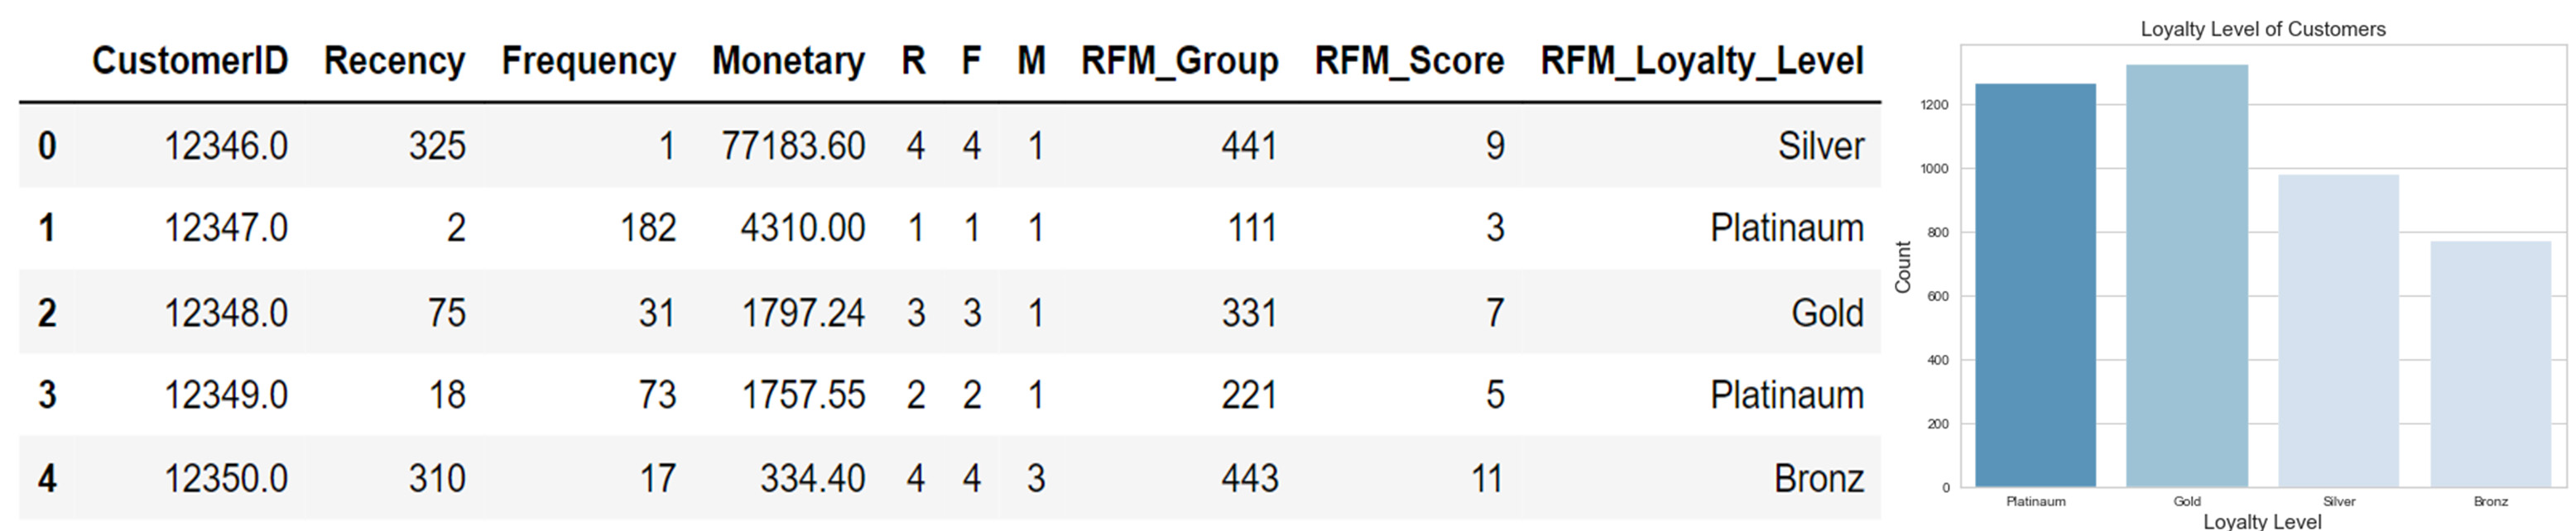 CustomerID Recency Frequency Monetary R F M RFM_Group RFM_Score RFM_Loyalty_Level
0 12346.0 325 1 77183.60 4 4 1 441 9 Silver
1 12347.0 2 182 4310.00 1 1 1 111 3 Platinaum
2 12348.0 75 31 1797.24 3 3 1 331 7 Gold
3 12349.0 18 73 1757.55 2 2 1 221 5 Platinaum
4 12350.0 310 17 334.40 4 4 3 443 11 Bronz
Loyalty Level of Customers
Count
1200
1000
800
600
400
200
0
Platinaum Gold Silver Bronz
Loyalty Level